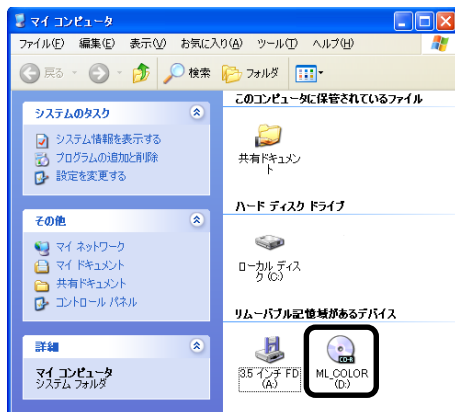 マイ コンピュータ
ファイル(F) 編集(E) 表示(V) お気に入り(A) ツール(T) ヘルプ(H)
戻る 検索 フォルダ
システムのタスク
システム情報を表示する
プログラムの追加と削除
設定を変更する
その他
マイ ネットワーク
マイ ドキュメント
共有ドキュメント
コントロール パネル
詳細
マイ コンピュータ
システム フォルダ
このコンピュータに保管されているファイル
共有ドキュメン
ト
ハード ディスク ドライブ
ローカル ディス
ク (C:)
リムーバブル記憶域があるデバイス
3.5 インチ FD
(A:)
CD-R
ML_COLOR
(D:)